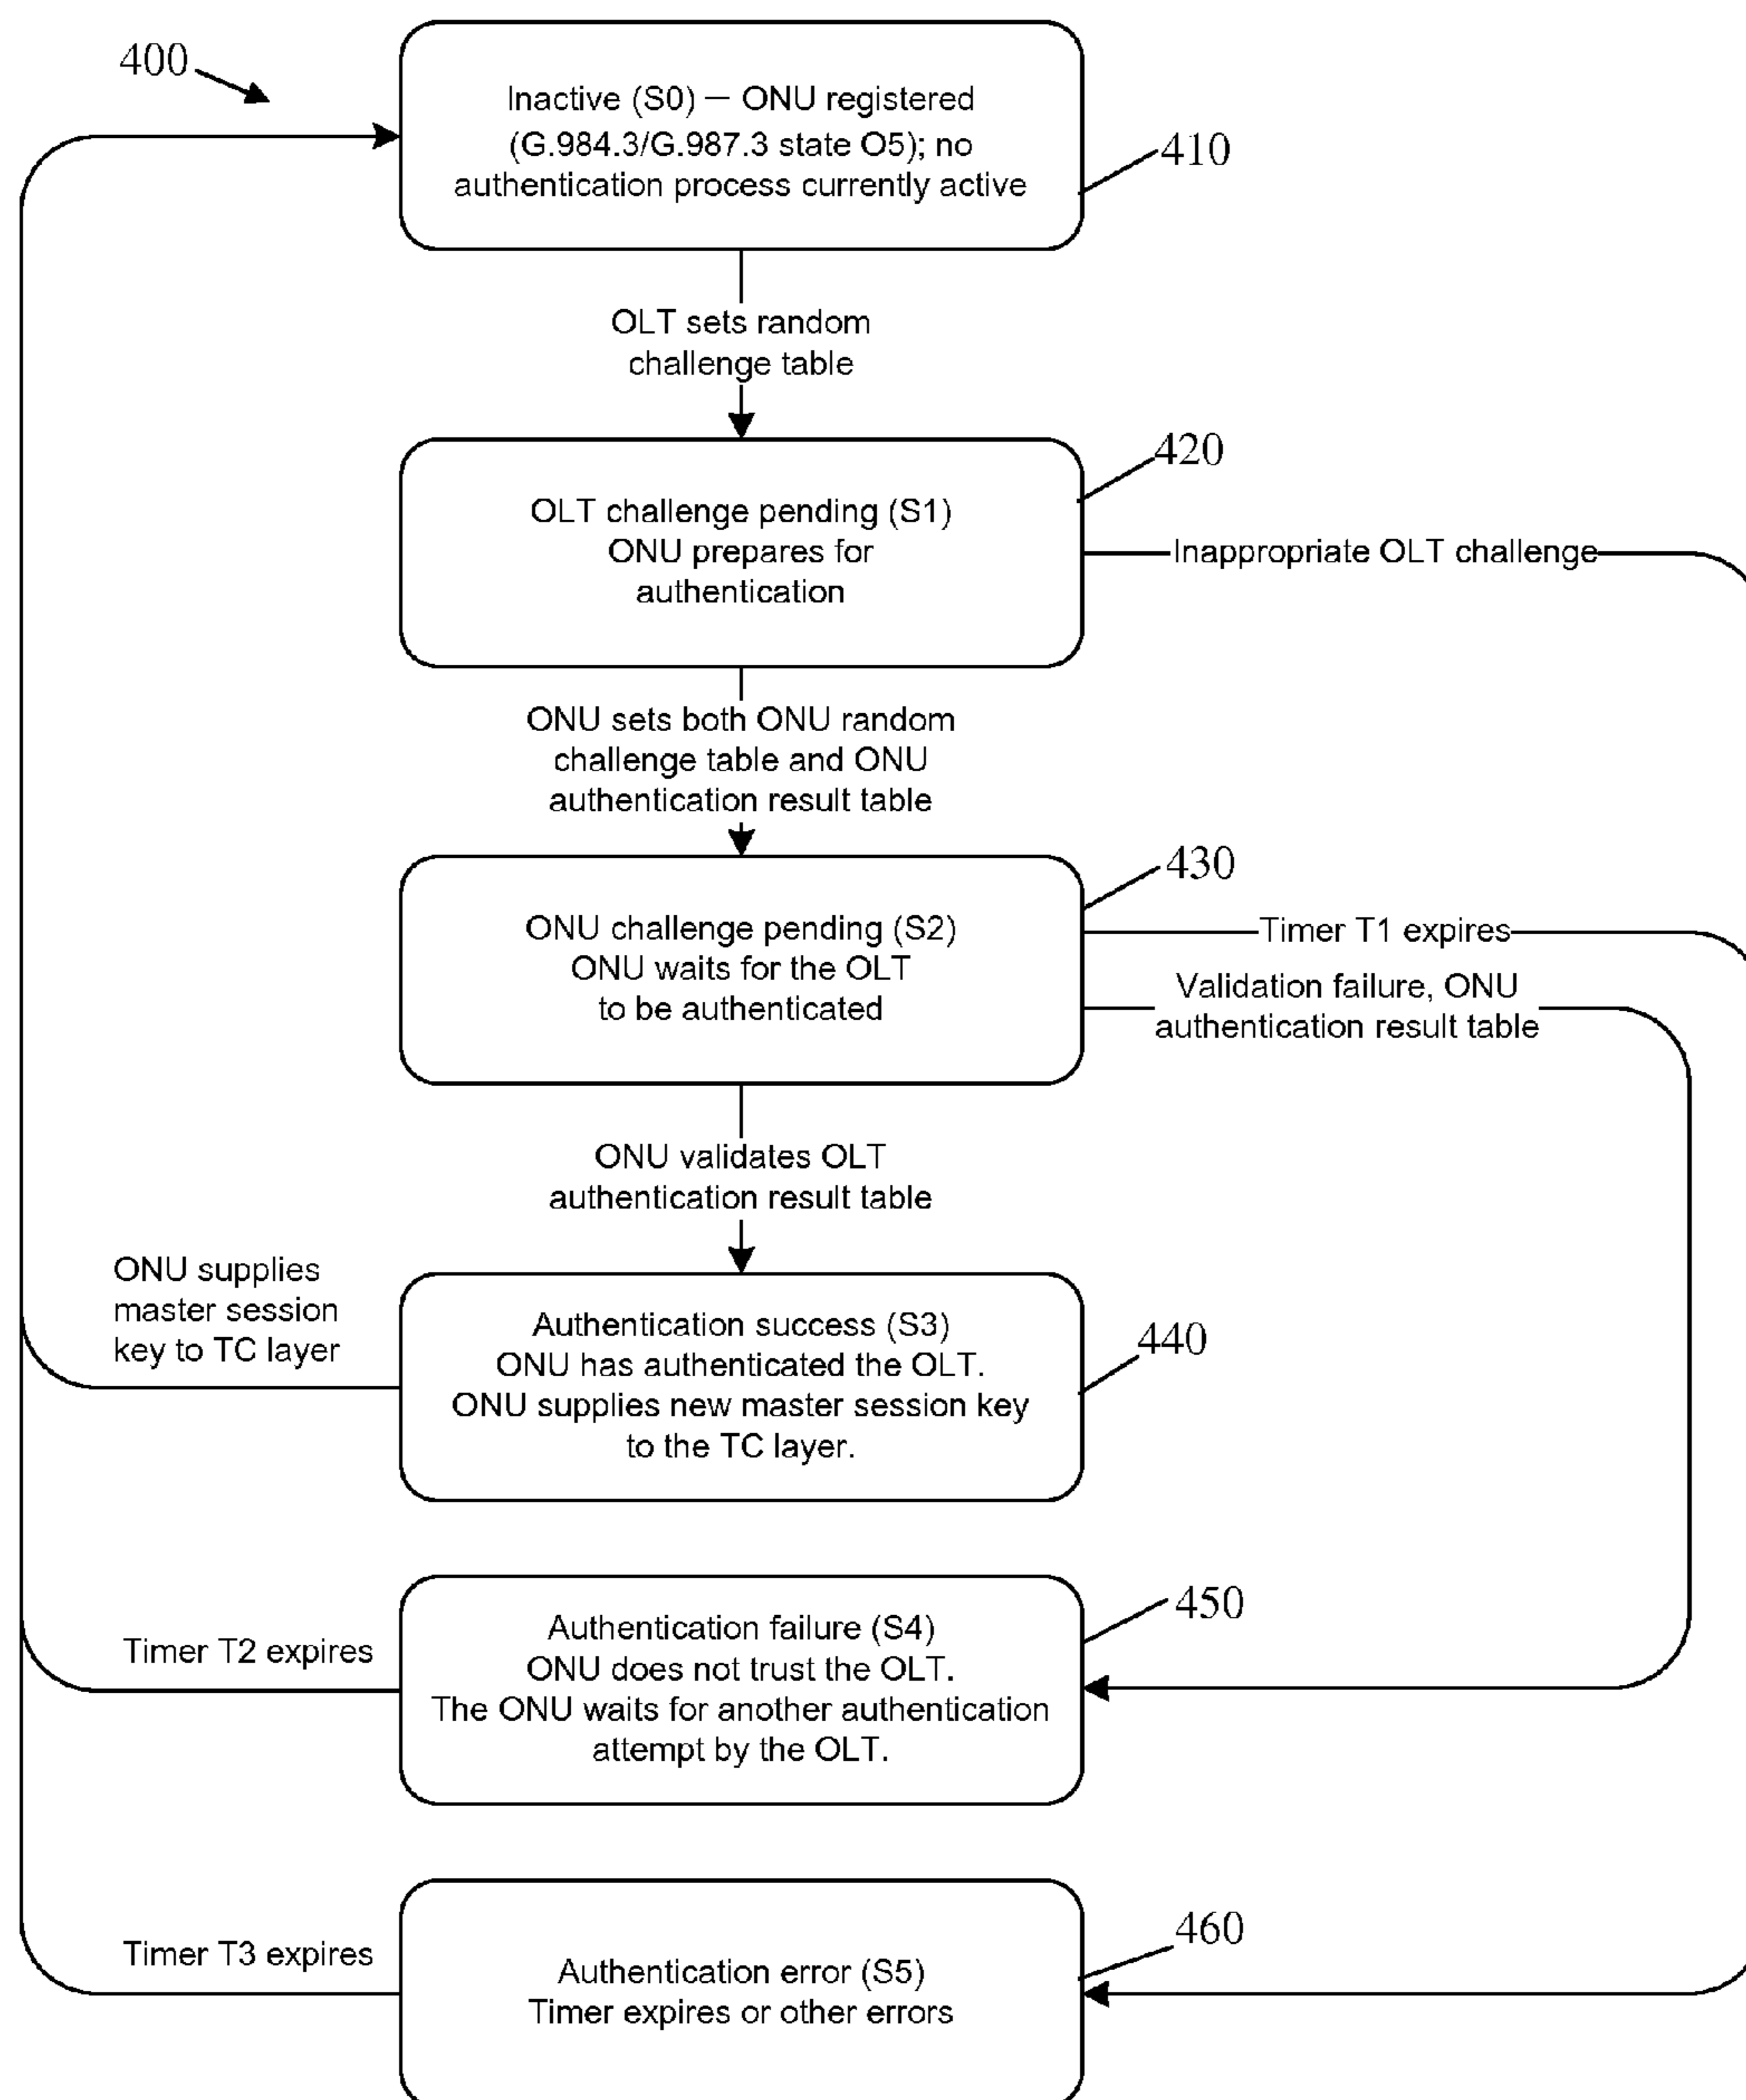 400
Inactive (S0) — ONU registered
(G.984.3/G.987.3 state O5); no
authentication process currently active
410
OLT sets random
challenge table
420
OLT challenge pending (S1)
ONU prepares for
authentication
Inappropriate OLT challenge
ONU sets both ONU random
challenge table and ONU
authentication result table
430
ONU challenge pending (S2)
ONU waits for the OLT
to be authenticated
Timer T1 expires
Validation failure, ONU
authentication result table
ONU validates OLT
authentication result table
ONU supplies
master session
key to TC layer
Authentication success (S3)
ONU has authenticated the OLT.
ONU supplies new master session key
to the TC layer.
440
Timer T2 expires
Authentication failure (S4)
ONU does not trust the OLT.
The ONU waits for another authentication
attempt by the OLT.
450
Timer T3 expires
Authentication error (S5)
Timer expires or other errors
460